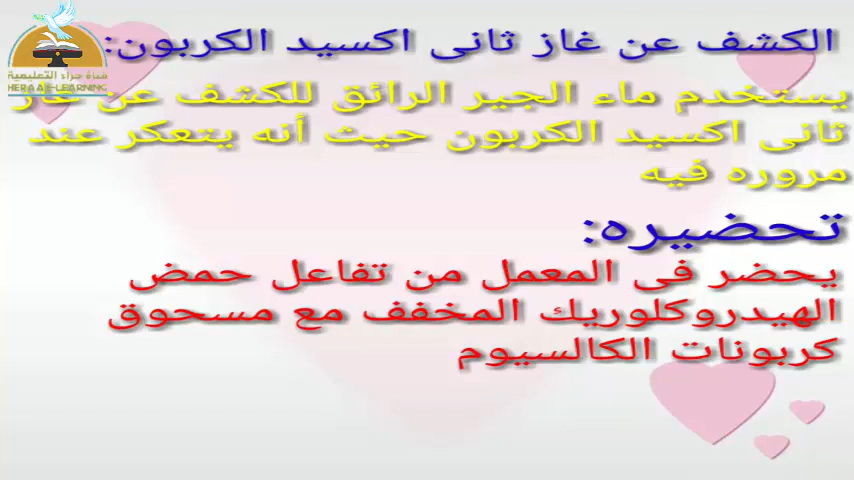 الكشف عن غاز ثانى اكسيد الكربون:
يستخدم ماء الجير الرائق للكشف عن غاز
ثانى اكسيد الكربون حيث أنه يتعكر عند
مروره فيه
تحضيره:
يحضر فى المعمل من تفاعل حمض
الهيدروكلوريك المخفف مع مسحوق
كربونات الكالسيوم
قناة حراء التعليمية
HERAA E-LEARNING